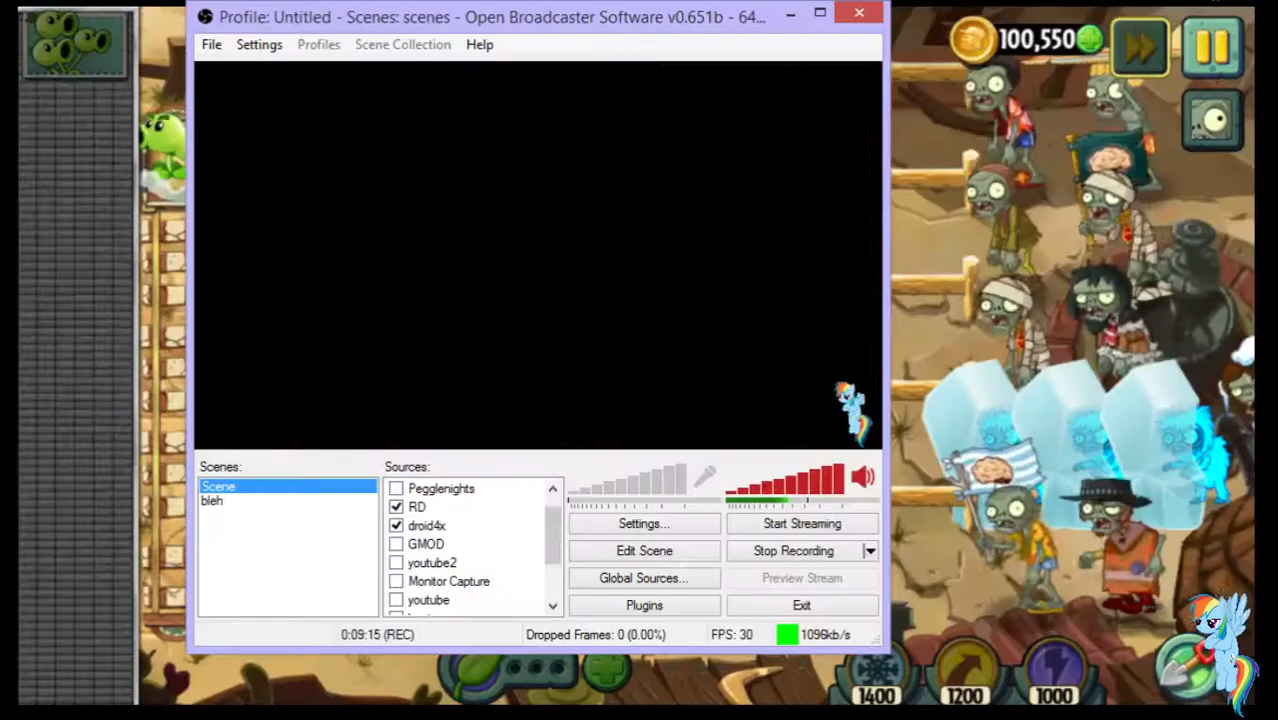 Profile: Untitled - Scenes: scenes - Open Broadcaster Software v0.651b - 64...
100,550
File Settings Profiles Scene Collection Help
Scenes:
Scene
bleh
Sources:
Pegglenights
RD
droid4x
GMOD
youtube2
Monitor Capture
youtube
Settings... Start Streaming
Edit Scene Stop Recording
Global Sources... Preview Stream
Plugins Exit
0:09:15 (REC) Dropped Frames: 0 (0.00%) FPS: 30 1096kb/s
1400 1200 1000